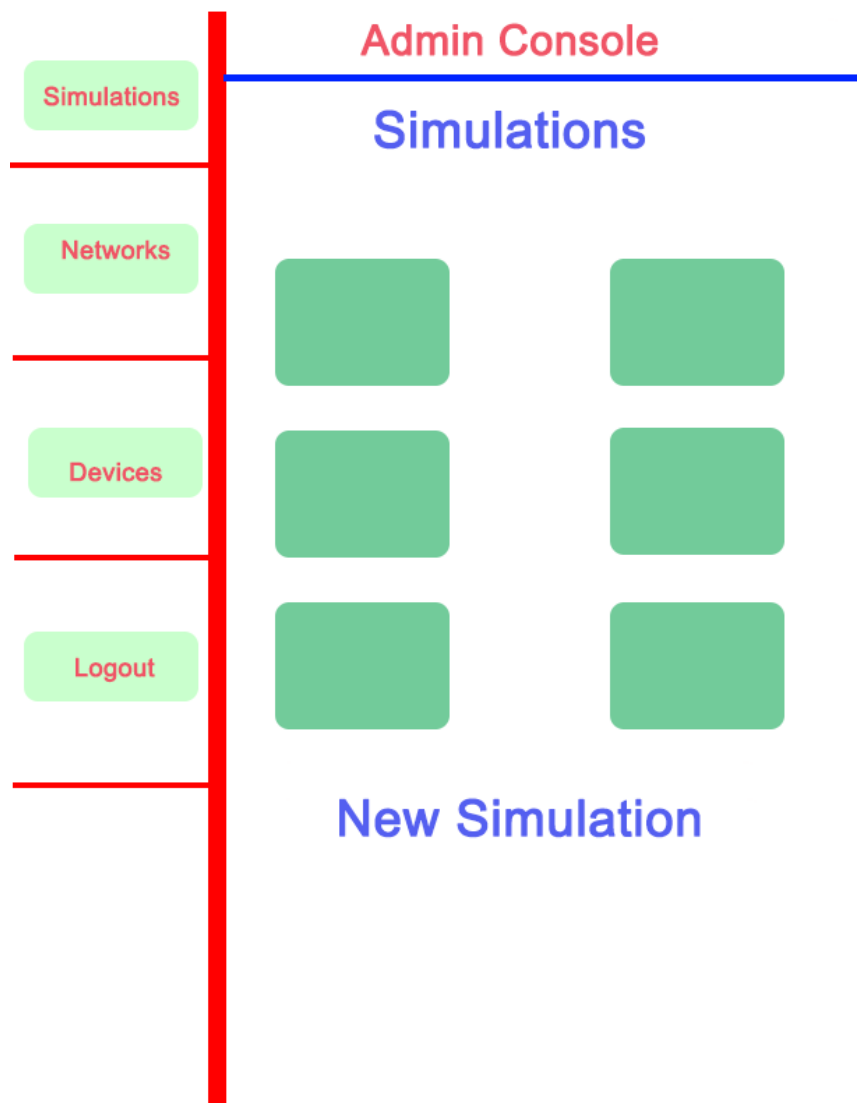 Admin Console
Simulations
Networks
Devices
Logout
Simulations
New Simulation